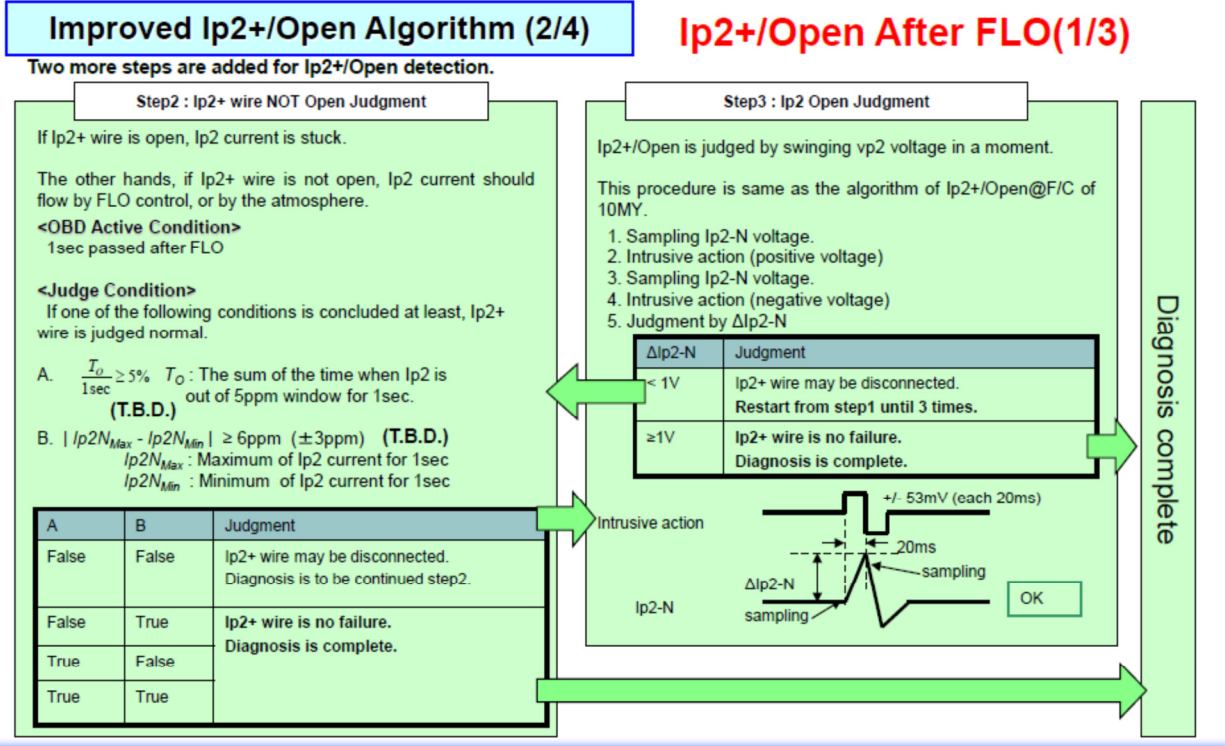 Improved Ip2+/Open Algorithm (2/4)
Ip2+/Open After FLO(1/3)
Two more steps are added for Ip2+/Open detection.
Step2 : Ip2+ wire NOT Open Judgment
If Ip2+ wire is open, Ip2 current is stuck.
The other hands, if Ip2+ wire is not open, Ip2 current should
flow by FLO control, or by the atmosphere.
<OBD Active Condition>
1sec passed after FLO
<Judge Condition>
If one of the following conditions is concluded at least, Ip2+
wire is judged normal.
A. T_O / 1sec ≥ 5% T_O : The sum of the time when Ip2 is
out of 5ppm window for 1sec.
(T.B.D.)
B. | Ip2N_Max - Ip2N_Min | ≥ 6ppm (±3ppm) (T.B.D.)
Ip2N_Max : Maximum of Ip2 current for 1sec
Ip2N_Min : Minimum of Ip2 current for 1sec
A B Judgment
False False Ip2+ wire may be disconnected.
Diagnosis is to be continued step2.
False True Ip2+ wire is no failure.
Diagnosis is complete.
True False
True True
Step3 : Ip2 Open Judgment
Ip2+/Open is judged by swinging vp2 voltage in a moment.
This procedure is same as the algorithm of Ip2+/Open@F/C of
10MY.
1. Sampling Ip2-N voltage.
2. Intrusive action (positive voltage)
3. Sampling Ip2-N voltage.
4. Intrusive action (negative voltage)
5. Judgment by ΔIp2-N
ΔIp2-N Judgment
< 1V Ip2+ wire may be disconnected.
Restart from step1 until 3 times.
≥1V Ip2+ wire is no failure.
Diagnosis is complete.
+/- 53mV (each 20ms)
Intrusive action
20ms
sampling
ΔIp2-N
Ip2-N
sampling
OK
Diagnosis complete